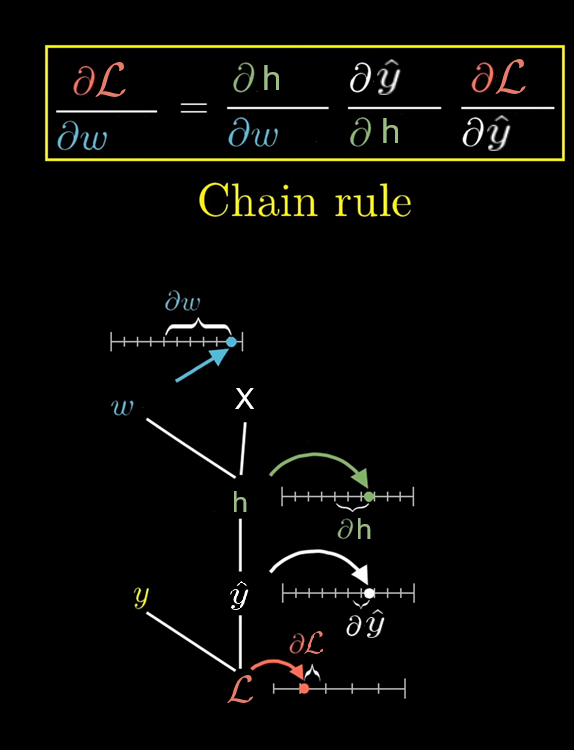 ∂ℒ/∂w = ∂h/∂w ∂ŷ/∂h ∂ℒ/∂ŷ
Chain rule
∂w
w X
h
∂h
y ŷ
∂ŷ
∂ℒ
ℒ